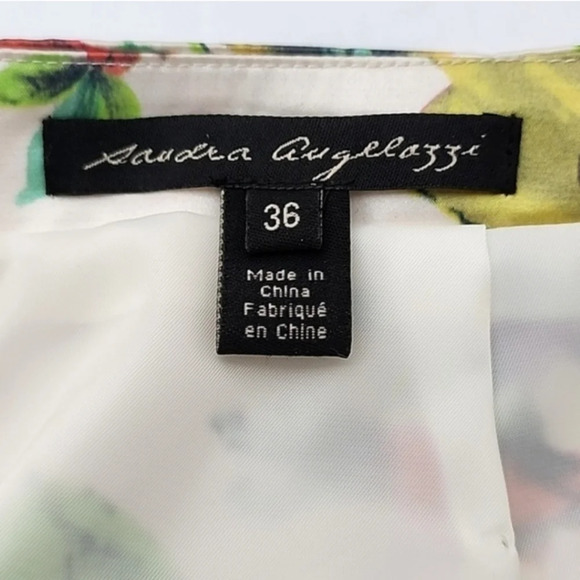 Sandra Angelozzi
36
Made in
China
Fabriqué
en Chine